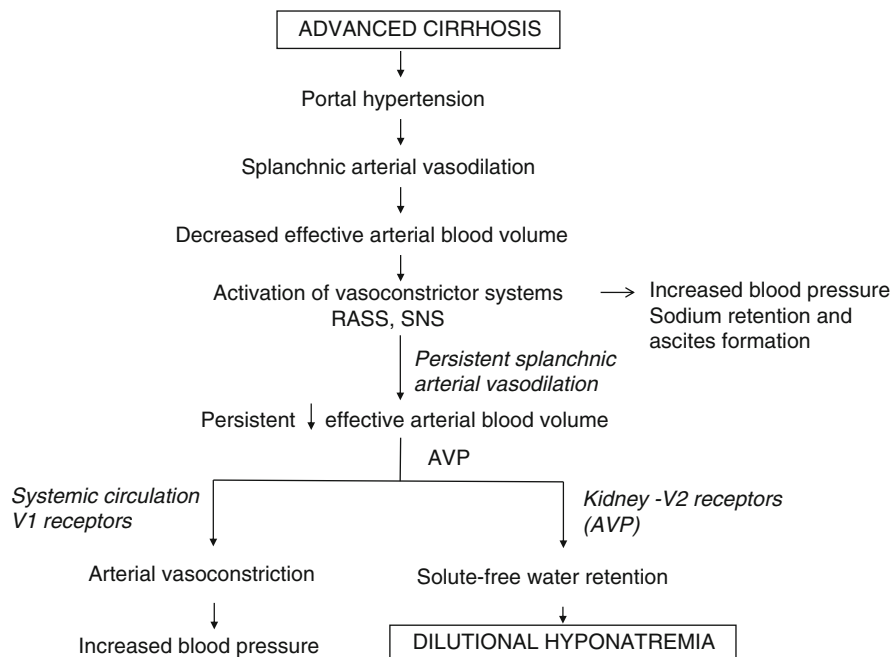 ADVANCED CIRRHOSIS
Portal hypertension
Splanchnic arterial vasodilation
Decreased effective arterial blood volume
Activation of vasoconstrictor systems
RASS, SNS
Increased blood pressure
Sodium retention and
ascites formation
Persistent splanchnic
arterial vasodilation
Persistent ↓ effective arterial blood volume
AVP
Systemic circulation
V1 receptors
Kidney -V2 receptors
(AVP)
Arterial vasoconstriction
Solute-free water retention
Increased blood pressure
DILUTIONAL HYPONATREMIA